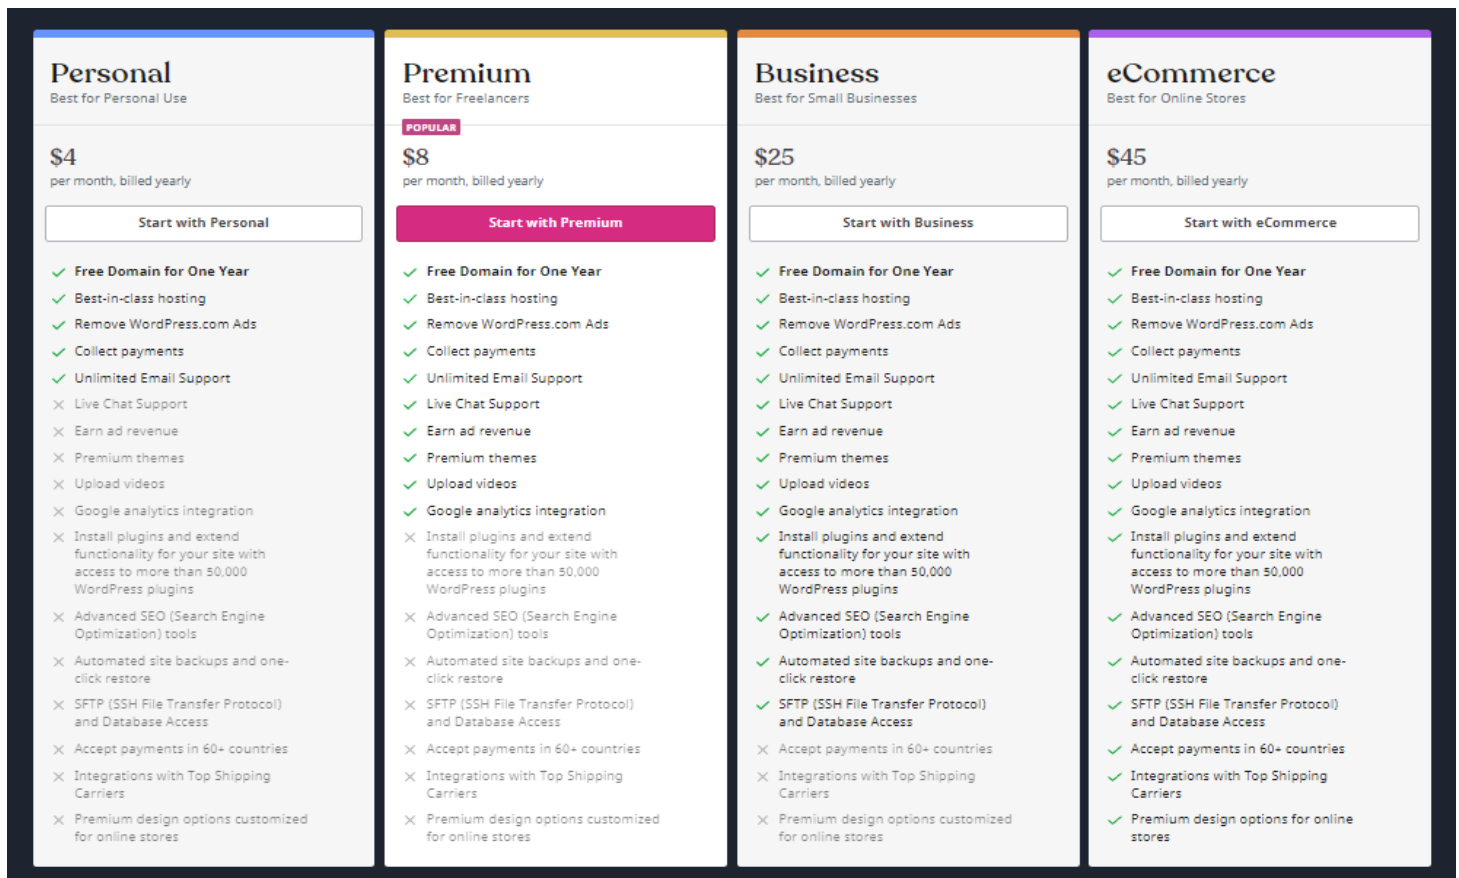 Personal
Best for Personal Use
$4
per month, billed yearly
Start with Personal
Free Domain for One Year
Best-in-class hosting
Remove WordPress.com Ads
Collect payments
Unlimited Email Support
Live Chat Support
Earn ad revenue
Premium themes
Upload videos
Google analytics integration
Install plugins and extend
functionality for your site with
access to more than 50,000
WordPress plugins
Advanced SEO (Search Engine
Optimization) tools
Automated site backups and one-
click restore
SFTP (SSH File Transfer Protocol)
and Database Access
Accept payments in 60+ countries
Integrations with Top Shipping
Carriers
Premium design options customized
for online stores
Premium
Best for Freelancers
POPULAR
$8
per month, billed yearly
Start with Premium
Free Domain for One Year
Best-in-class hosting
Remove WordPress.com Ads
Collect payments
Unlimited Email Support
Live Chat Support
Earn ad revenue
Premium themes
Upload videos
Google analytics integration
Install plugins and extend
functionality for your site with
access to more than 50,000
WordPress plugins
Advanced SEO (Search Engine
Optimization) tools
Automated site backups and one-
click restore
SFTP (SSH File Transfer Protocol)
and Database Access
Accept payments in 60+ countries
Integrations with Top Shipping
Carriers
Premium design options customized
for online stores
Business
Best for Small Businesses
$25
per month, billed yearly
Start with Business
Free Domain for One Year
Best-in-class hosting
Remove WordPress.com Ads
Collect payments
Unlimited Email Support
Live Chat Support
Earn ad revenue
Premium themes
Upload videos
Google analytics integration
Install plugins and extend
functionality for your site with
access to more than 50,000
WordPress plugins
Advanced SEO (Search Engine
Optimization) tools
Automated site backups and one-
click restore
SFTP (SSH File Transfer Protocol)
and Database Access
Accept payments in 60+ countries
Integrations with Top Shipping
Carriers
Premium design options customized
for online stores
eCommerce
Best for Online Stores
$45
per month, billed yearly
Start with eCommerce
Free Domain for One Year
Best-in-class hosting
Remove WordPress.com Ads
Collect payments
Unlimited Email Support
Live Chat Support
Earn ad revenue
Premium themes
Upload videos
Google analytics integration
Install plugins and extend
functionality for your site with
access to more than 50,000
WordPress plugins
Advanced SEO (Search Engine
Optimization) tools
Automated site backups and one-
click restore
SFTP (SSH File Transfer Protocol)
and Database Access
Accept payments in 60+ countries
Integrations with Top Shipping
Carriers
Premium design options for online
stores